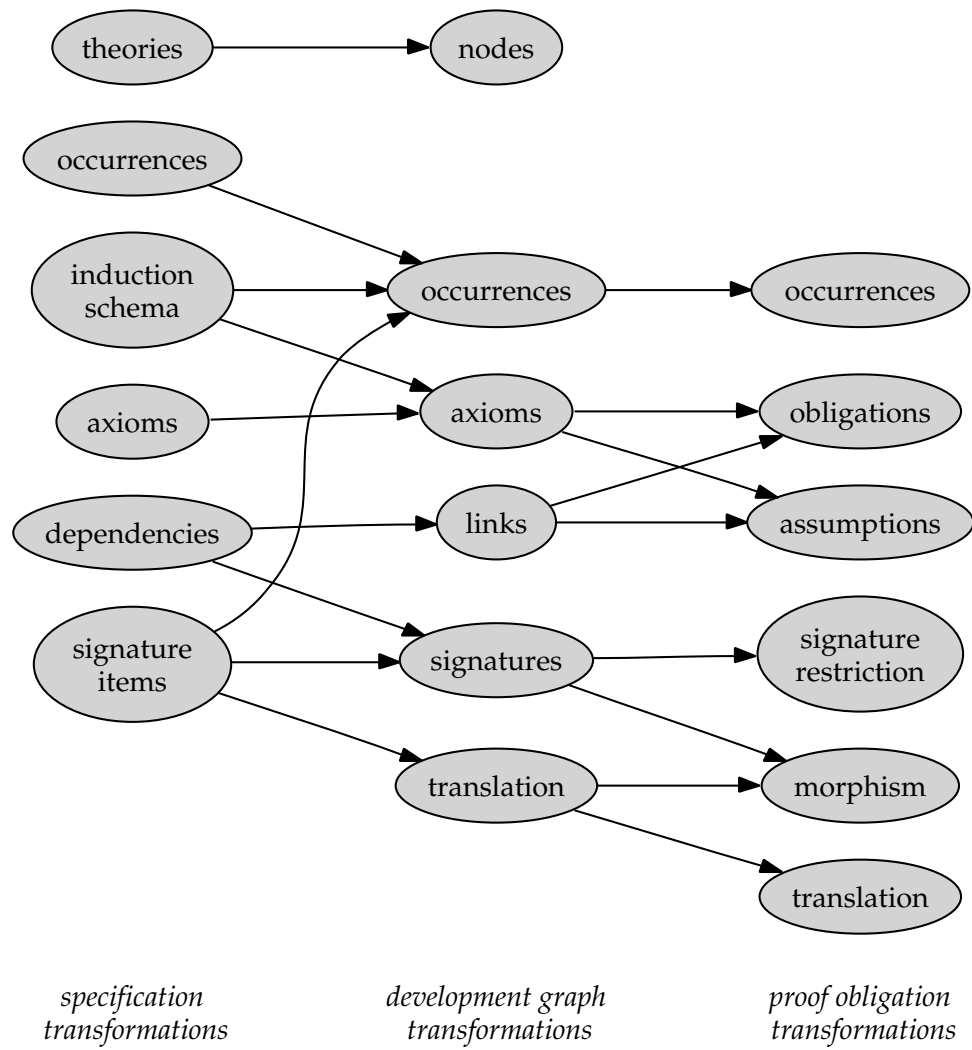 theories
nodes
occurrences
induction
schema
occurrences
occurrences
axioms
axioms
obligations
dependencies
links
assumptions
signature
items
signatures
signature
restriction
translation
morphism
translation
specification
transformations
development graph
transformations
proof obligation
transformations